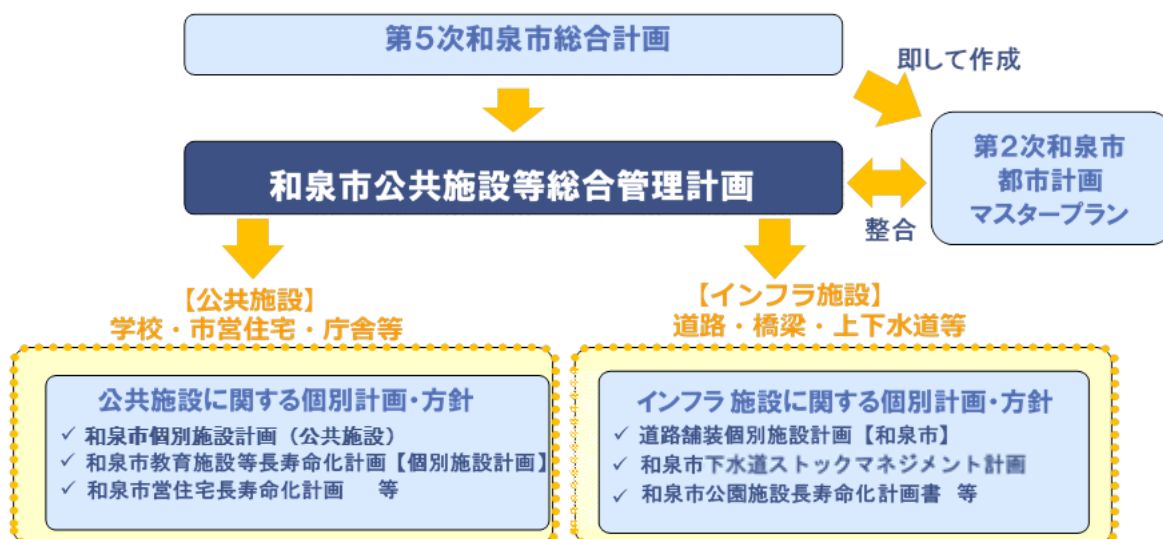 第5次和泉市総合計画
即して作成
和泉市公共施設等総合管理計画
第2次和泉市
都市計画
マスタープラン
整合
【公共施設】
学校・市営住宅・庁舎等
【インフラ施設】
道路・橋梁・上下水道等
公共施設に関する個別計画・方針
✓ 和泉市個別施設計画（公共施設）
✓ 和泉市教育施設等長寿命化計画【個別施設計画】
✓ 和泉市営住宅長寿命化計画　等
インフラ施設に関する個別計画・方針
✓ 道路舗装個別施設計画【和泉市】
✓ 和泉市下水道ストックマネジメント計画
✓ 和泉市公園施設長寿命化計画書 等